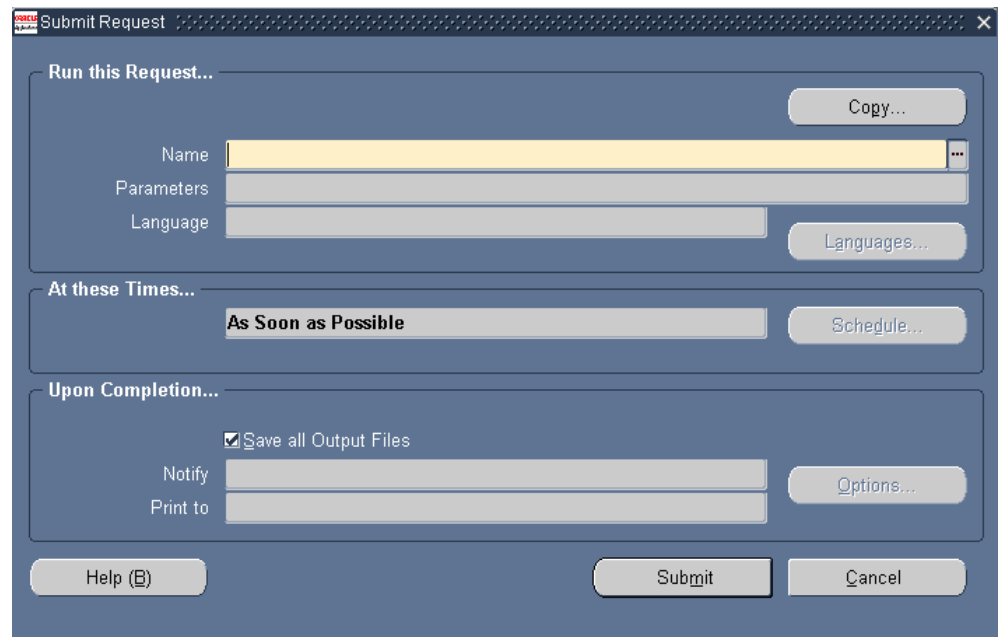 ORACLE
Submit Request
Run this Request...
Copy...
Name
...
Parameters
Language
Languages...
At these Times...
As Soon as Possible
Schedule...
Upon Completion...
Save all Output Files
Notify
Options...
Print to
Help (B)
Submit
Cancel